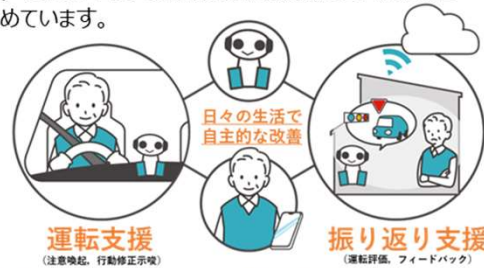 めています。
日々の生活で
自主的な改善
運転支援
(注意喚起、行動修正示唆)
振り返り支援
(運転評価、フィードバック)